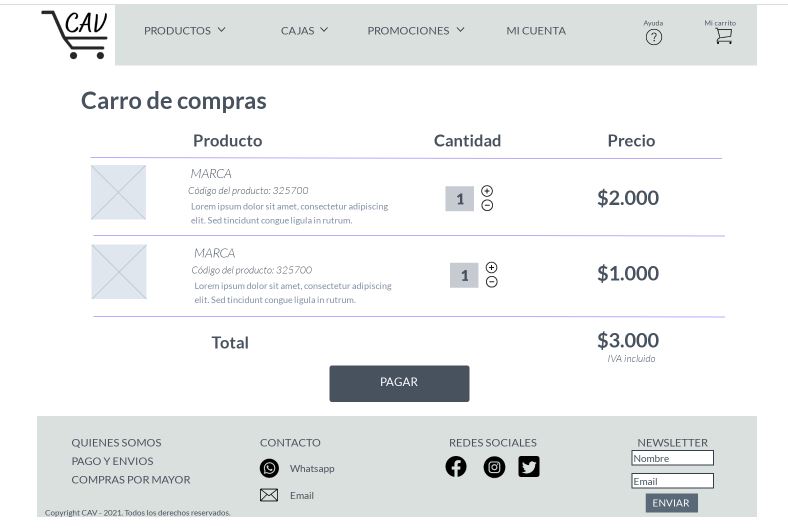 CAV
PRODUCTOS
CAJAS
PROMOCIONES
MI CUENTA
Ayuda
Mi carrito
Carro de compras
Producto
Cantidad
Precio
MARCA
Código del producto: 325700
Lorem ipsum dolor sit amet, consectetur adipiscing
elit. Sed tincidunt congue ligula in rutrum.
1
$2.000
MARCA
Código del producto: 325700
Lorem ipsum dolor sit amet, consectetur adipiscing
elit. Sed tincidunt congue ligula in rutrum.
1
$1.000
Total
$3.000
IVA incluido
PAGAR
QUIENES SOMOS
PAGO Y ENVIOS
COMPRAS POR MAYOR
CONTACTO
Whatsapp
Email
REDES SOCIALES
NEWSLETTER
Nombre
Email
ENVIAR
Copyright CAV - 2021. Todos los derechos reservados.